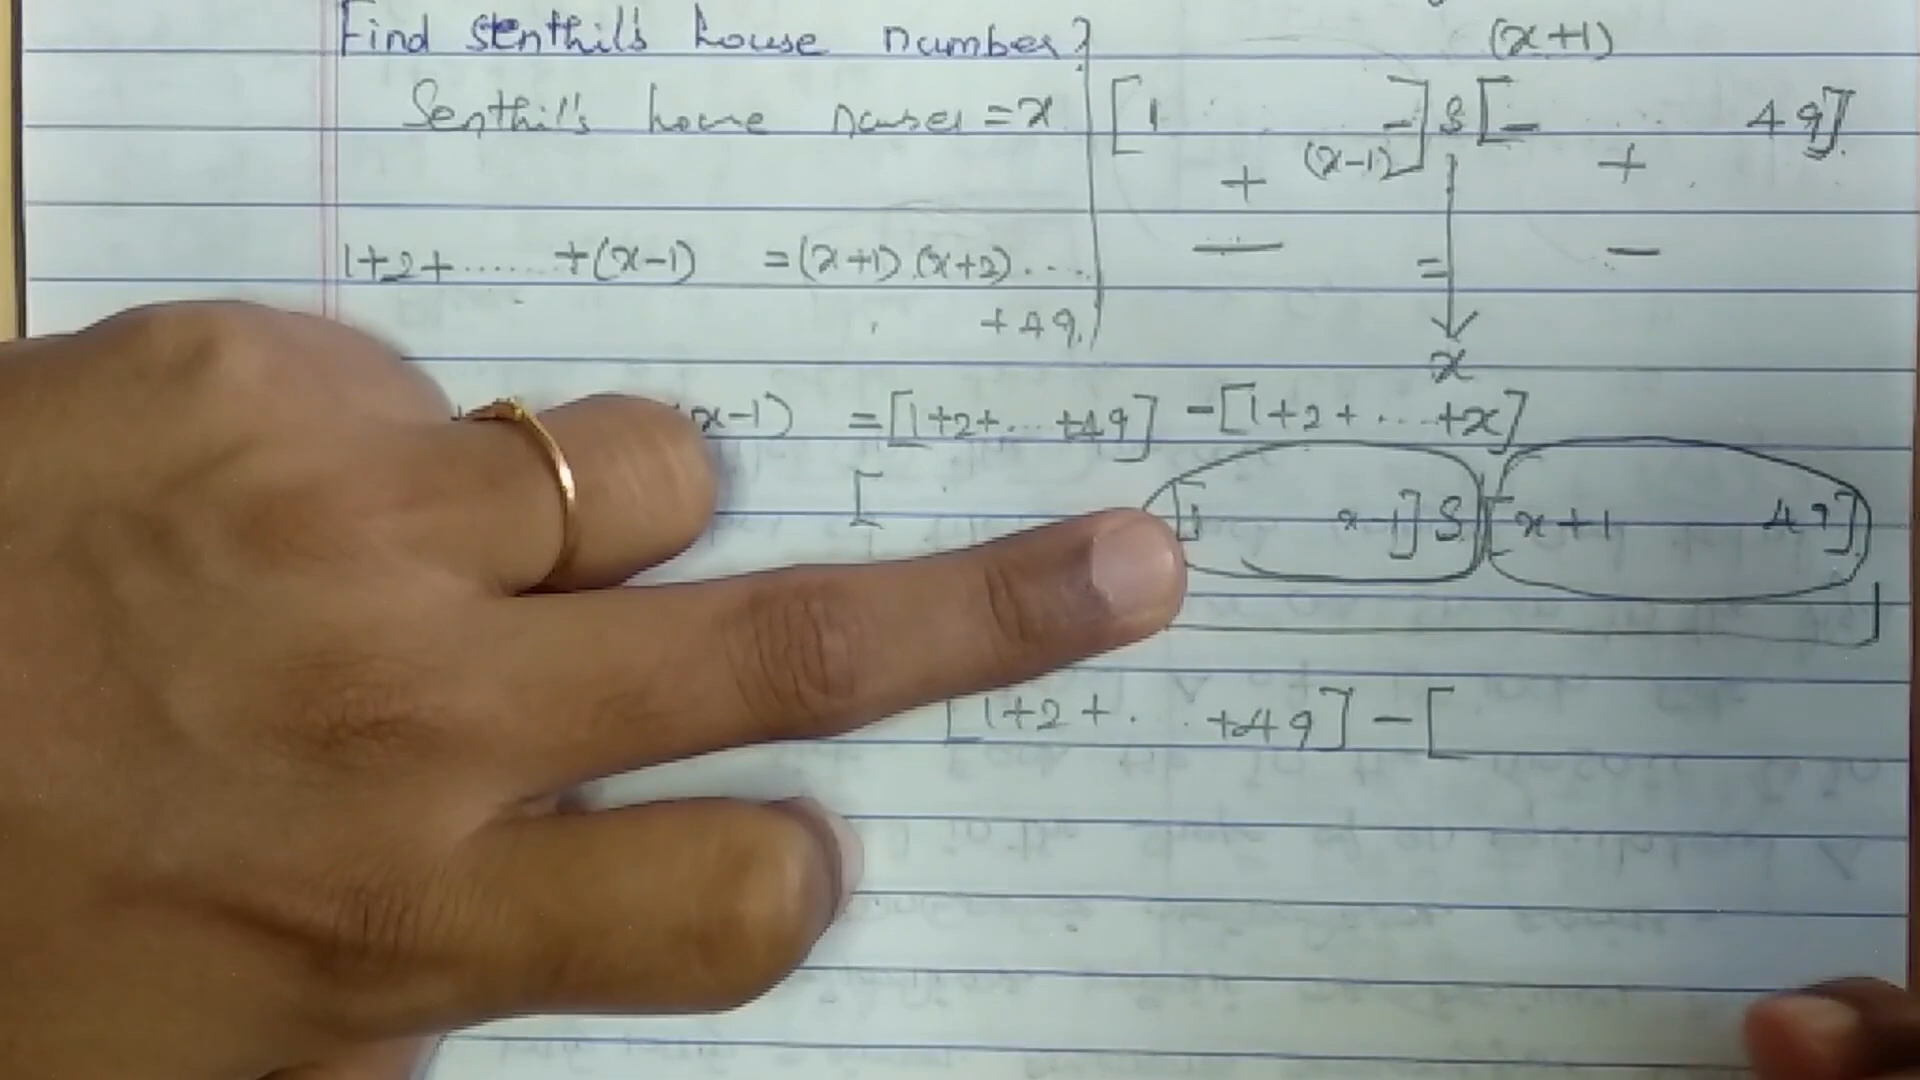 Find Senthil's house number?
Senthil's house = x
1+2+...... +(x-1) =(x+1) (x+2)....
+49.
(x+1)
[1 ... -] S [- ..... 49]
(x-1)
+ +
— = —
x
x-1) =[1+2+...+49] -[1+2+...+x]
[ [1 x-1] S [x+1 49]
[1+2+. . +49] - [